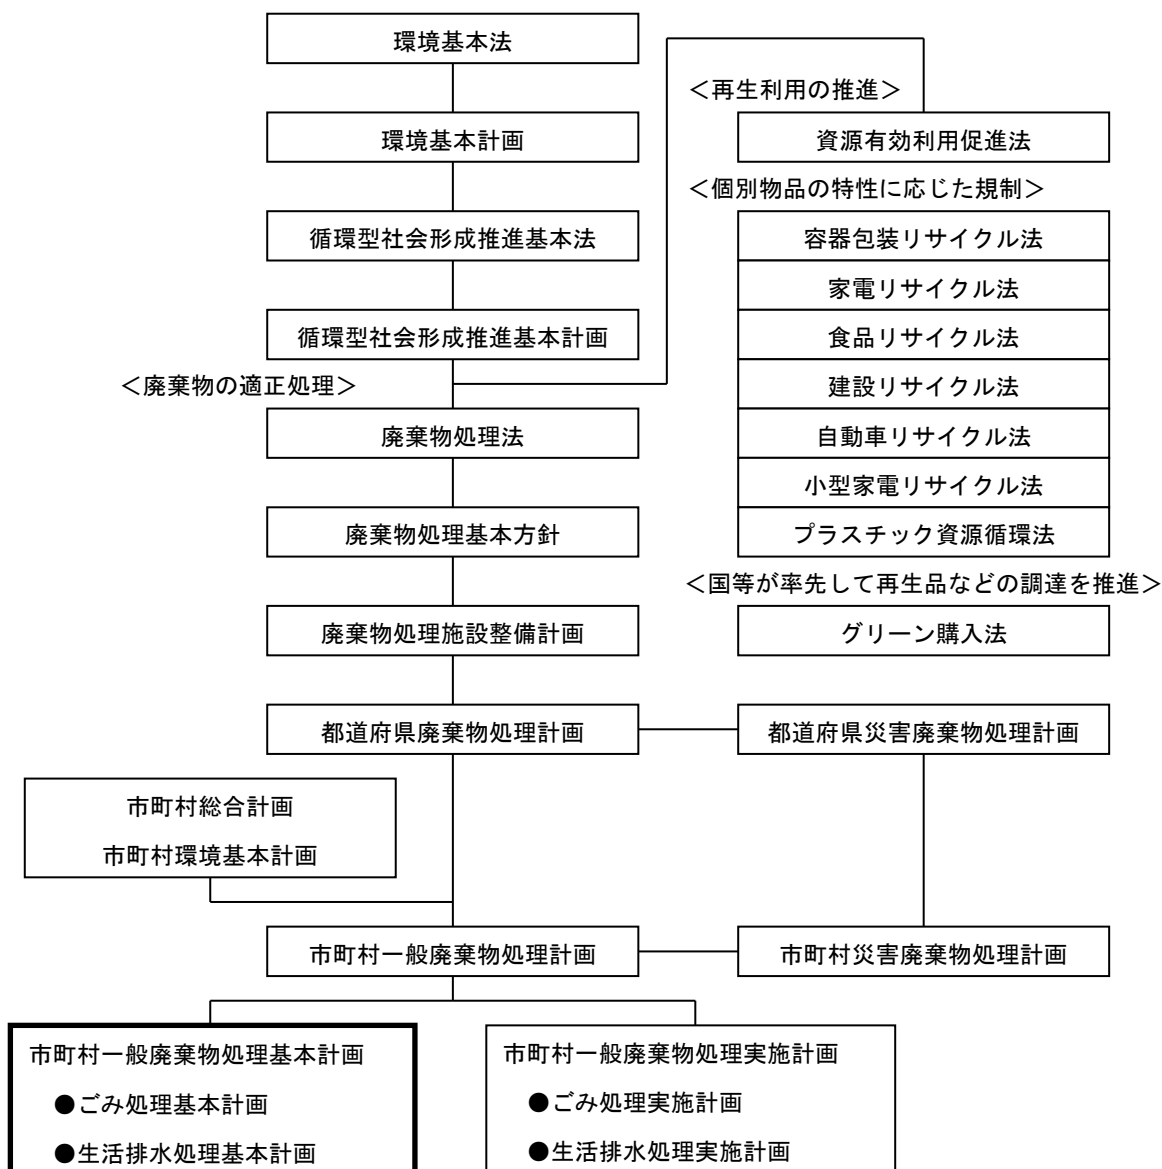 環境基本法
環境基本計画
循環型社会形成推進基本法
循環型社会形成推進基本計画
＜廃棄物の適正処理＞
廃棄物処理法
廃棄物処理基本方針
廃棄物処理施設整備計画
＜再生利用の推進＞
資源有効利用促進法
＜個別物品の特性に応じた規制＞
容器包装リサイクル法
家電リサイクル法
食品リサイクル法
建設リサイクル法
自動車リサイクル法
小型家電リサイクル法
プラスチック資源循環法
＜国等が率先して再生品などの調達を推進＞
グリーン購入法
都道府県廃棄物処理計画
都道府県災害廃棄物処理計画
市町村総合計画
市町村環境基本計画
市町村一般廃棄物処理計画
市町村災害廃棄物処理計画
市町村一般廃棄物処理基本計画
●ごみ処理基本計画
●生活排水処理基本計画
市町村一般廃棄物処理実施計画
●ごみ処理実施計画
●生活排水処理実施計画